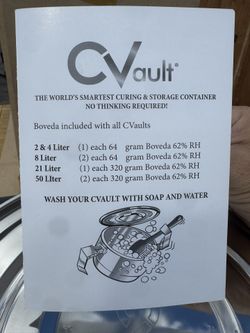 CVault®
THE WORLD'S SMARTEST CURING & STORAGE CONTAINER
NO THINKING REQUIRED!
Boveda included with all CVaults
2 & 4 Liter (1) each 64 gram Boveda 62% RH
8 Liter (2) each 64 gram Boveda 62% RH
21 Liter (1) each 320 gram Boveda 62% RH
50 LIter (2) each 320 gram Boveda 62% RH
WASH YOUR CVAULT WITH SOAP AND WATER